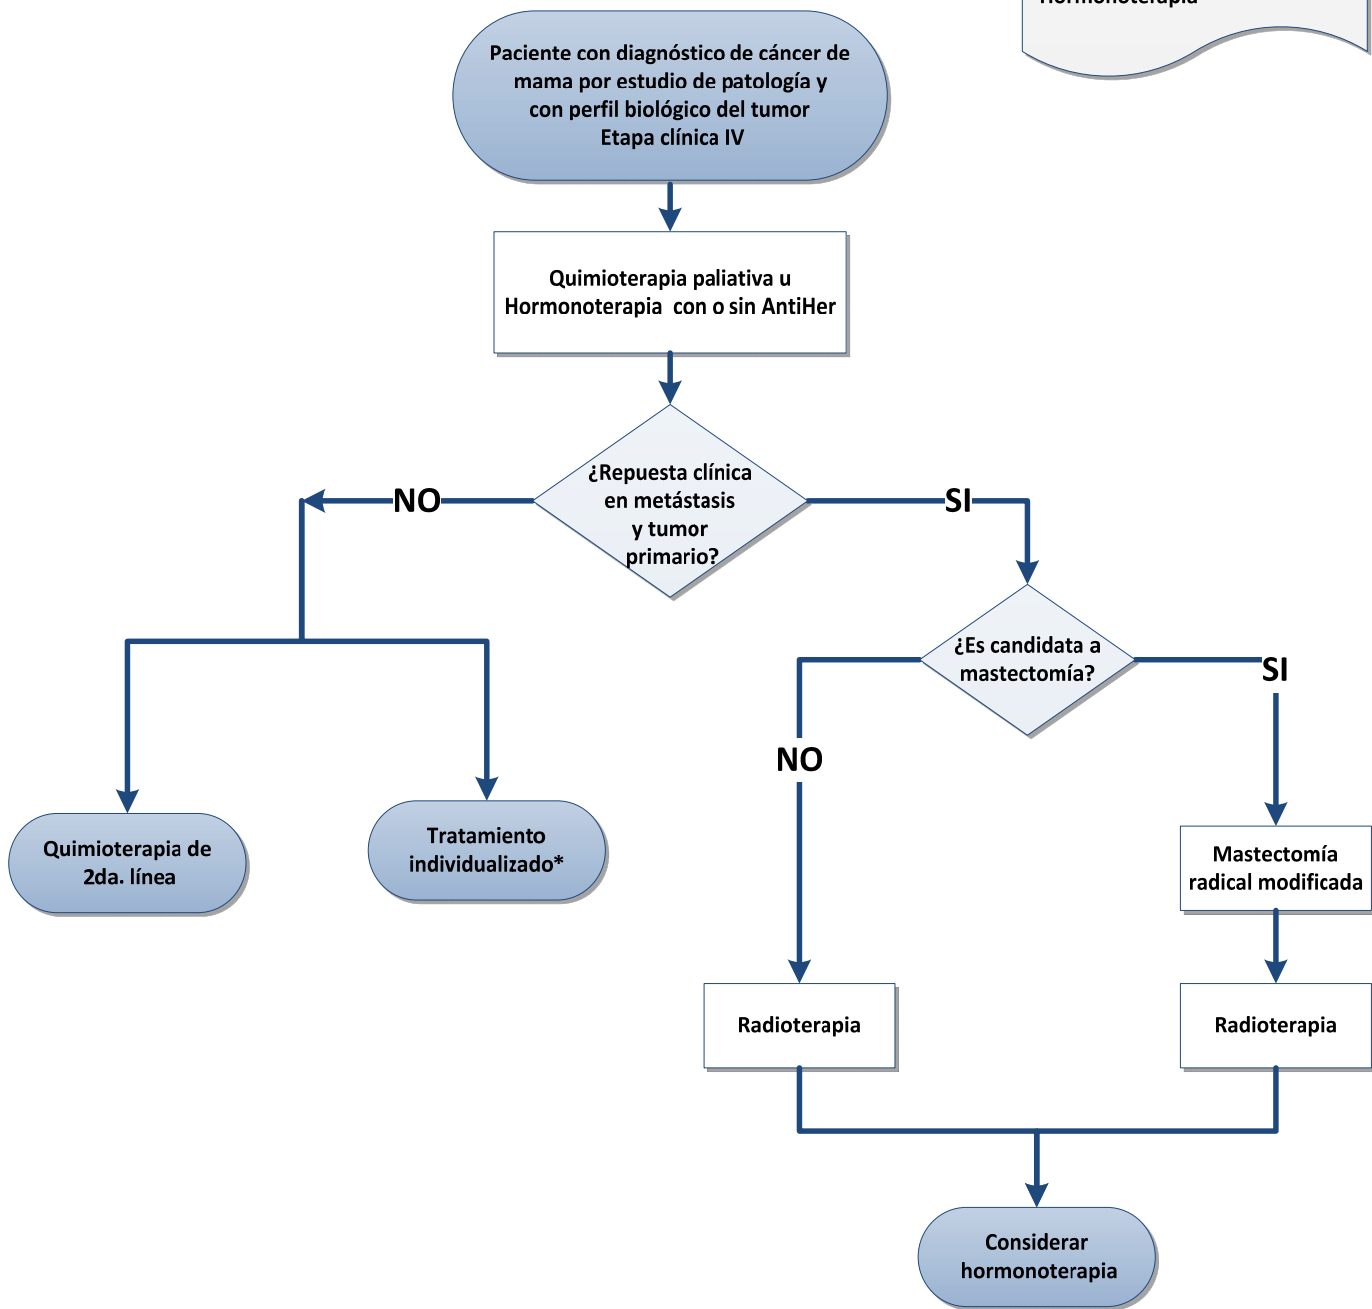 Hormonoterapia
Paciente con diagnóstico de cáncer de
mama por estudio de patología y
con perfil biológico del tumor
Etapa clínica IV
Quimioterapia paliativa u
Hormonoterapia con o sin AntiHer
¿Repuesta clínica
en metástasis
y tumor
primario?
NO
SI
¿Es candidata a
mastectomía?
NO
SI
Quimioterapia de
2da. línea
Tratamiento
individualizado*
Mastectomía
radical modificada
Radioterapia
Radioterapia
Considerar
hormonoterapia